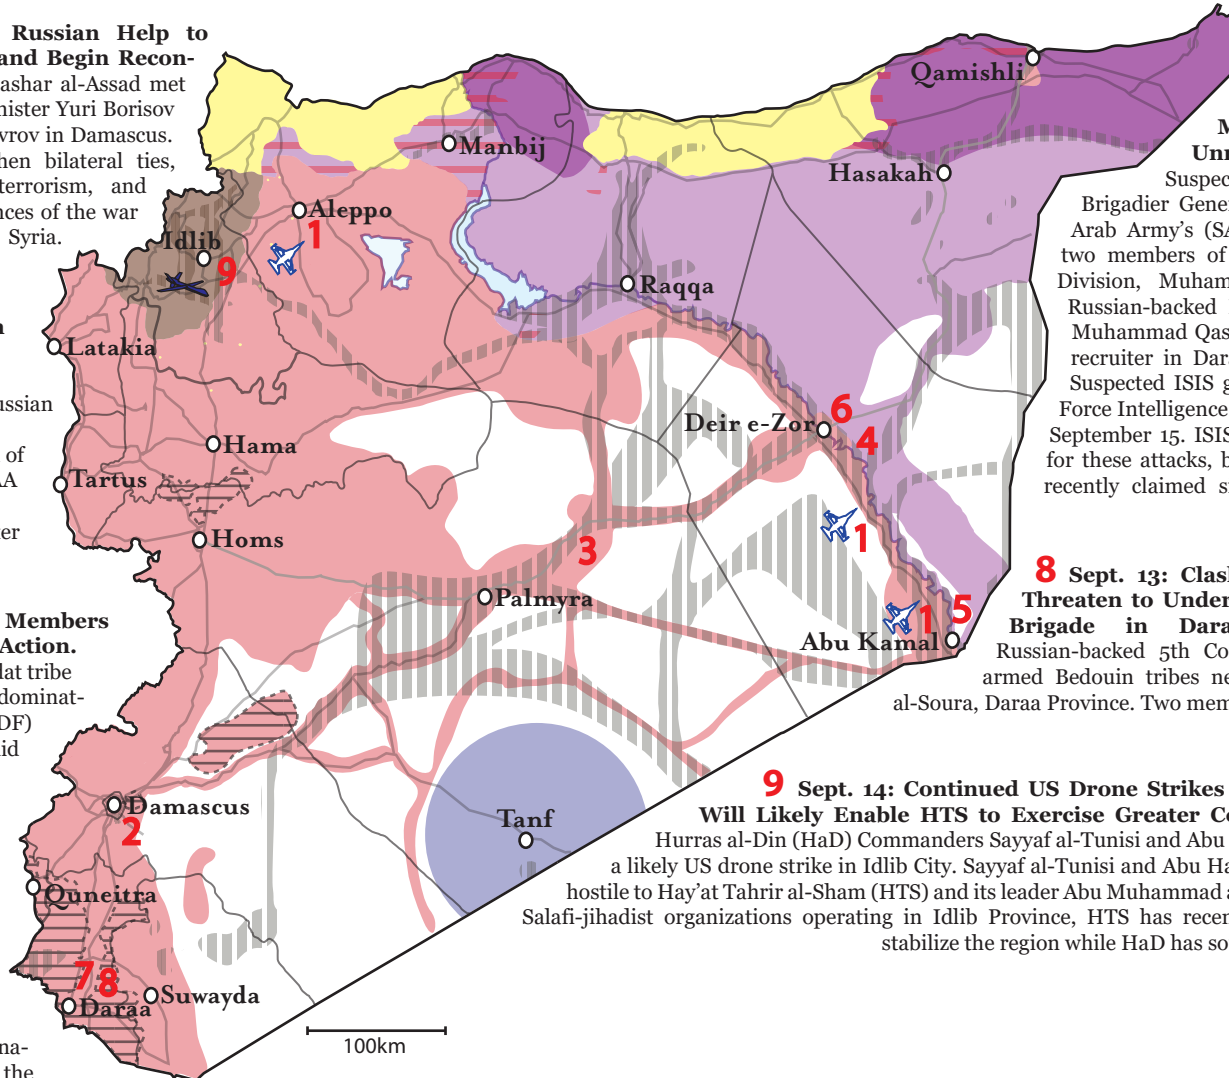 Russian Help to
and Begin Recon-
ashar al-Assad met
nister Yuri Borisov
vrov in Damascus.
hen bilateral ties,
terrorism, and
nces of the war
Syria.
ussian
of
AA
ter
Members
Action.
lat tribe
dominat-
DF)
id
na-
the
Qamishli
Manbij
Hasakah
Aleppo
1
Idlib
9
Raqqa
Latakia
Deir e-Zor
6
4
Hama
Tartus
1
Homs
3
Palmyra
1
5
Abu Kamal
Damascus
2
Tanf
Quneitra
7
8
Suwayda
Daraa
100km
M
Unr
Suspec
Brigadier Gener
Arab Army's (SA
two members of
Division, Muham
Russian-backed
Muhammad Qas
recruiter in Dara
Suspected ISIS g
Force Intelligence
September 15. ISIS
for these attacks, b
recently claimed s
8 Sept. 13: Clash
Threaten to Under
Brigade in Dara
Russian-backed 5th Co
armed Bedouin tribes ne
al-Soura, Daraa Province. Two mem
9 Sept. 14: Continued US Drone Strikes
Will Likely Enable HTS to Exercise Greater Co
Hurras al-Din (HaD) Commanders Sayyaf al-Tunisi and Abu
a likely US drone strike in Idlib City. Sayyaf al-Tunisi and Abu Ha
hostile to Hay'at Tahrir al-Sham (HTS) and its leader Abu Muhammad a
Salafi-jihadist organizations operating in Idlib Province, HTS has recen
stabilize the region while HaD has so